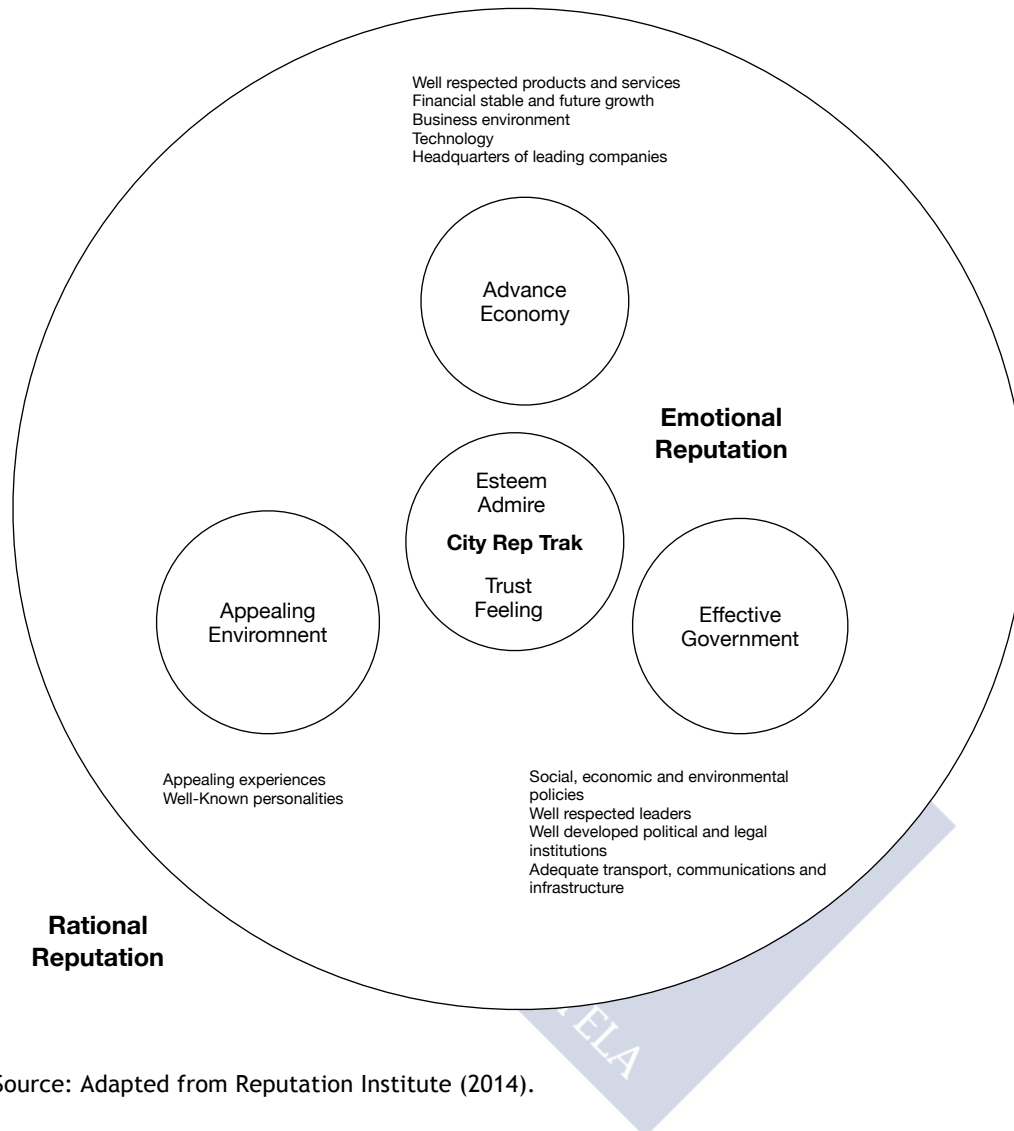 Well respected products and services
Financial stable and future growth
Business environment
Technology
Headquarters of leading companies
Advance
Economy
Emotional
Reputation
Esteem
Admire
City Rep Trak
Trust
Feeling
Appealing
Enviromnent
Effective
Government
Appealing experiences
Well-Known personalities
Social, economic and environmental
policies
Well respected leaders
Well developed political and legal
institutions
Adequate transport, communications and
infrastructure
Rational
Reputation
Source: Adapted from Reputation Institute (2014).